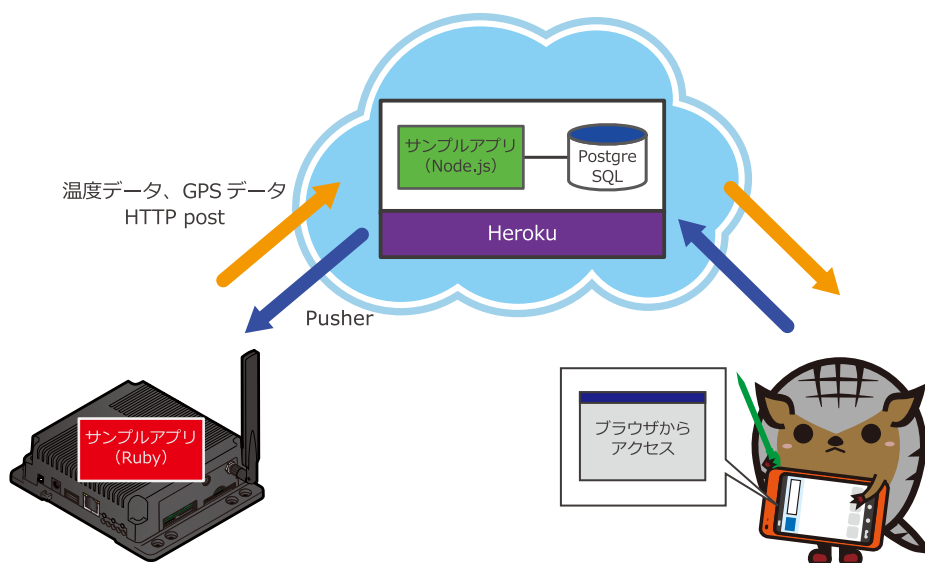 サンプルアプリ
（Node.js）
Postgre
SQL
Heroku
温度データ、GPS データ
HTTP post
Pusher
サンプルアプリ
（Ruby）
ブラウザから
アクセス